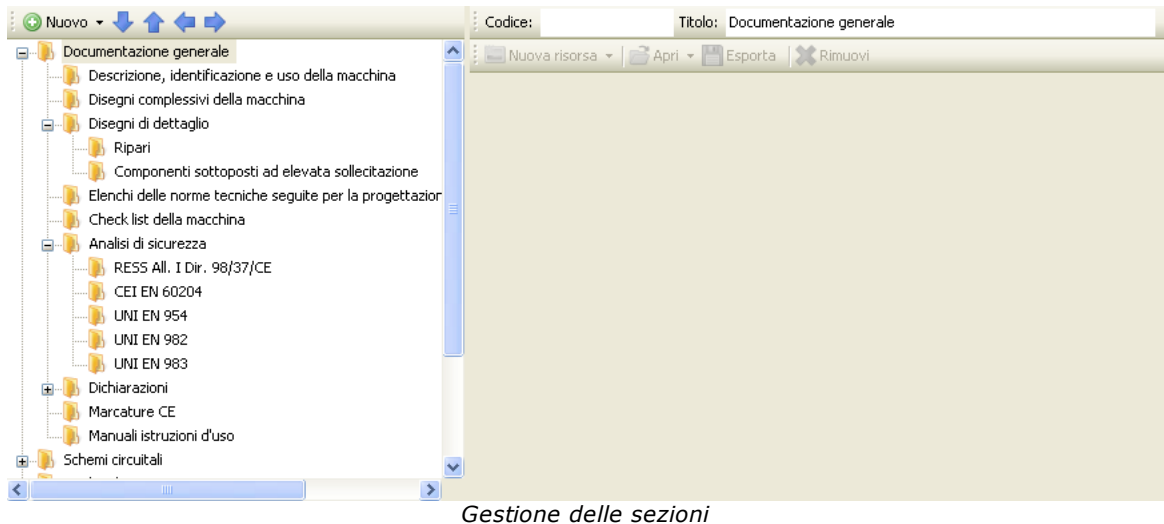 Nuovo
Codice:
Titolo: Documentazione generale
Nuova risorsa
Apri
Esporta
Rimuovi
Documentazione generale
Descrizione, identificazione e uso della macchina
Disegni complessivi della macchina
Disegni di dettaglio
Ripari
Componenti sottoposti ad elevata sollecitazione
Elenchi delle norme tecniche seguite per la progettazior
Check list della macchina
Analisi di sicurezza
RESS All. I Dir. 98/37/CE
CEI EN 60204
UNI EN 954
UNI EN 982
UNI EN 983
Dichiarazioni
Marcature CE
Manuali istruzioni d'uso
Schemi circuitali
Gestione delle sezioni